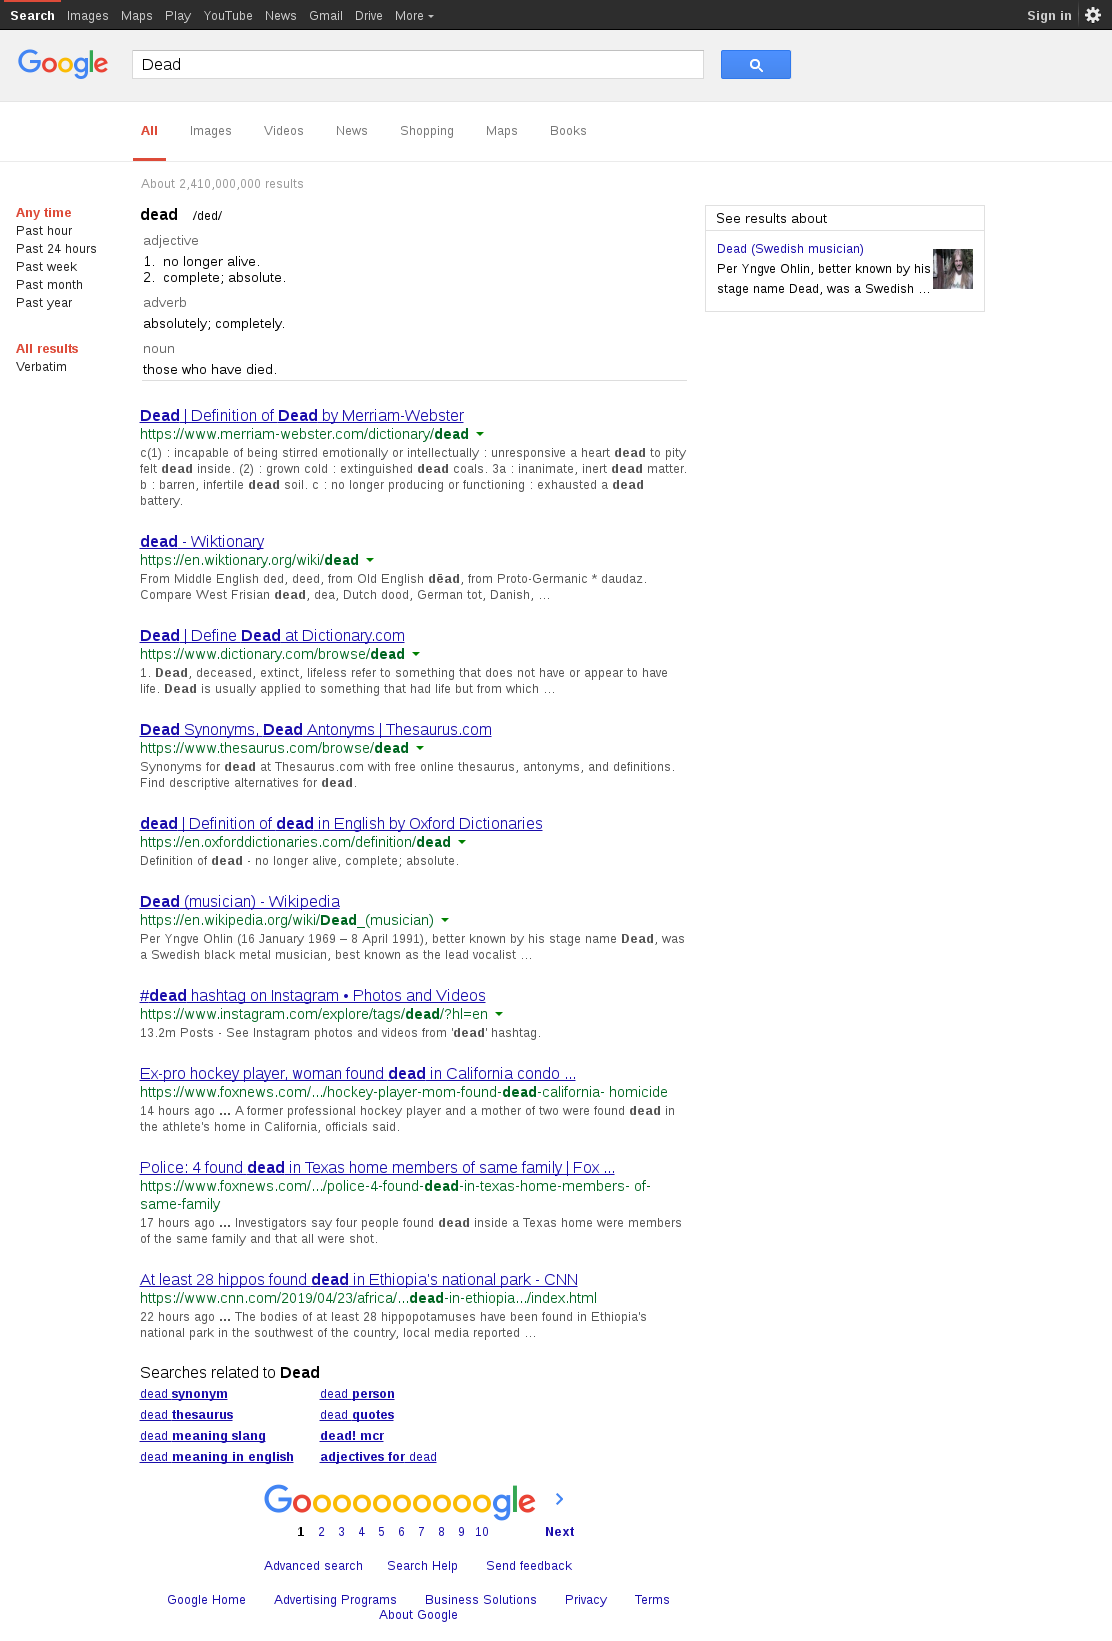 Search Images Maps Play YouTube News Gmail Drive More Sign in
Google Dead
All Images Videos News Shopping Maps Books
About 2,410,000,000 results
Any time
Past hour
Past 24 hours
Past week
Past month
Past year
All results
Verbatim
dead /ded/
adjective
1. no longer alive.
2. complete; absolute.
adverb
absolutely; completely.
noun
those who have died.
See results about
Dead (Swedish musician)
Per Yngve Ohlin, better known by his
stage name Dead, was a Swedish ...
Dead | Definition of Dead by Merriam-Webster
https://www.merriam-webster.com/dictionary/dead
c(1) : incapable of being stirred emotionally or intellectually : unresponsive a heart dead to pity
felt dead inside. (2) : grown cold : extinguished dead coals. 3a : inanimate, inert dead matter.
b : barren, infertile dead soil. c : no longer producing or functioning : exhausted a dead
battery.
dead - Wiktionary
https://en.wiktionary.org/wiki/dead
From Middle English ded, deed, from Old English dēad, from Proto-Germanic * daudaz.
Compare West Frisian dead, dea, Dutch dood, German tot, Danish, ...
Dead | Define Dead at Dictionary.com
https://www.dictionary.com/browse/dead
1. Dead, deceased, extinct, lifeless refer to something that does not have or appear to have
life. Dead is usually applied to something that had life but from which ...
Dead Synonyms, Dead Antonyms | Thesaurus.com
https://www.thesaurus.com/browse/dead
Synonyms for dead at Thesaurus.com with free online thesaurus, antonyms, and definitions.
Find descriptive alternatives for dead.
dead | Definition of dead in English by Oxford Dictionaries
https://en.oxforddictionaries.com/definition/dead
Definition of dead - no longer alive, complete; absolute.
Dead (musician) - Wikipedia
https://en.wikipedia.org/wiki/Dead_(musician)
Per Yngve Ohlin (16 January 1969 – 8 April 1991), better known by his stage name Dead, was
a Swedish black metal musician, best known as the lead vocalist ...
#dead hashtag on Instagram • Photos and Videos
https://www.instagram.com/explore/tags/dead/?hl=en
13.2m Posts - See Instagram photos and videos from 'dead' hashtag.
Ex-pro hockey player, woman found dead in California condo ...
https://www.foxnews.com/.../hockey-player-mom-found-dead-california- homicide
14 hours ago ... A former professional hockey player and a mother of two were found dead in
the athlete's home in California, officials said.
Police: 4 found dead in Texas home members of same family | Fox ...
https://www.foxnews.com/.../police-4-found-dead-in-texas-home-members- of-
same-family
17 hours ago ... Investigators say four people found dead inside a Texas home were members
of the same family and that all were shot.
At least 28 hippos found dead in Ethiopia's national park - CNN
https://www.cnn.com/2019/04/23/africa/...dead-in-ethiopia.../index.html
22 hours ago ... The bodies of at least 28 hippopotamuses have been found in Ethiopia's
national park in the southwest of the country, local media reported ...
Searches related to Dead
dead synonym dead person
dead thesaurus dead quotes
dead meaning slang dead! mcr
dead meaning in english adjectives for dead
Goooooooooogle
1 2 3 4 5 6 7 8 9 10 Next
Advanced search Search Help Send feedback
Google Home Advertising Programs Business Solutions Privacy Terms
About Google